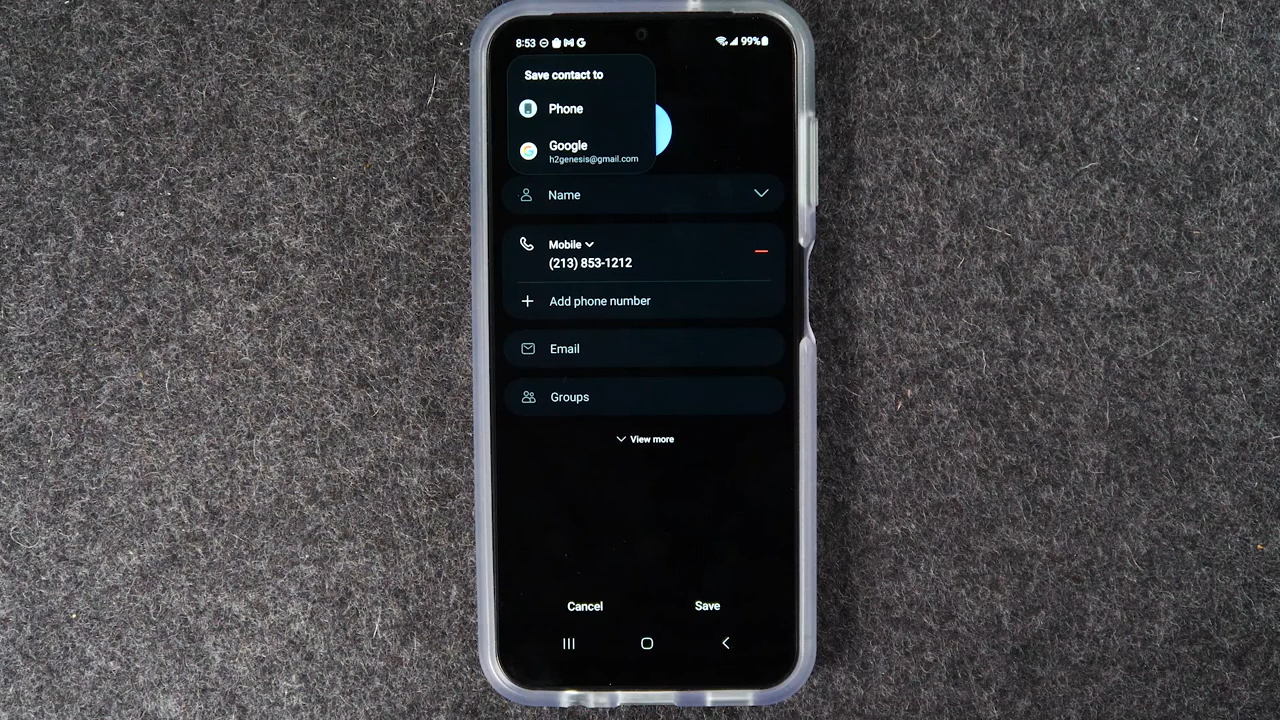 8:53 99%
Save contact to
Phone
Google
h2genesis@gmail.com
Name
Mobile
(213) 853-1212
Add phone number
Email
Groups
View more
Cancel Save